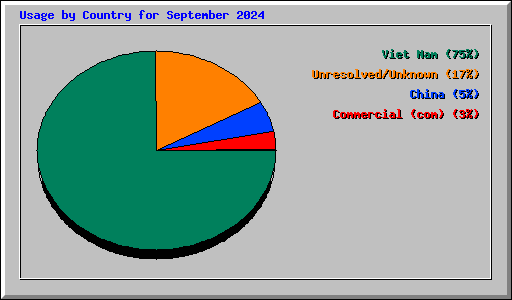 Usage by Country for September 2024
Viet Nam (75%)
Unresolved/Unknown (17%)
China (5%)
Commercial (com) (3%)